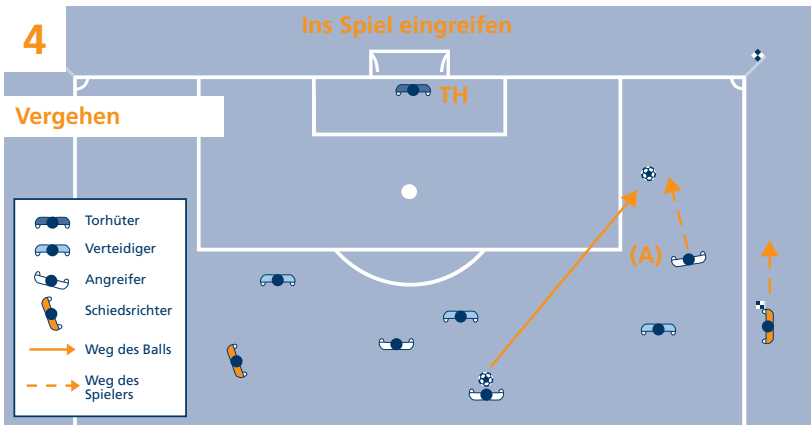 4
Ins Spiel eingreifen
Vergehen
TH
(A)
Torhüter
Verteidiger
Angreifer
Schiedsrichter
Weg des Balls
Weg des
Spielers